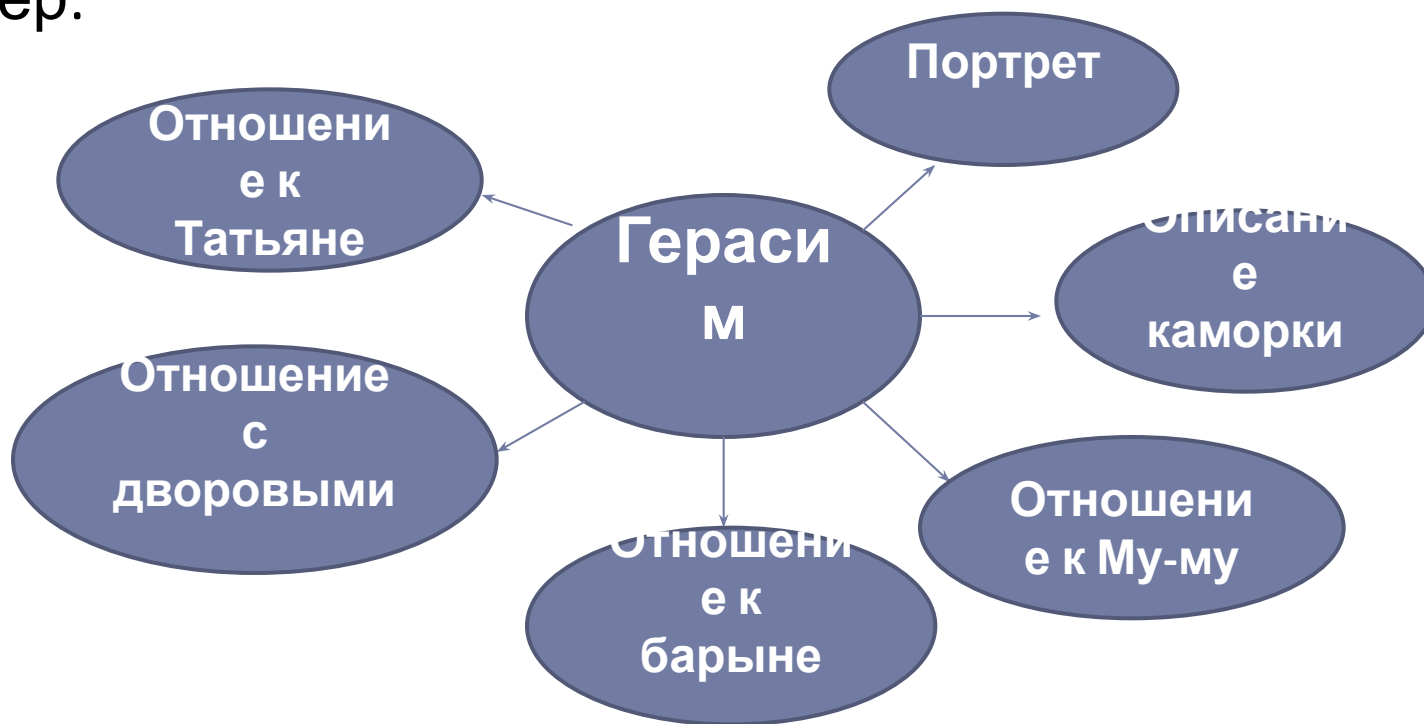 ер:
Портрет
Отношени
е к
Татьяне
Гераси
м
Описани
е
каморки
Отношение
с
дворовыми
Отношени
е к Му-му
Отношени
е к
барыне